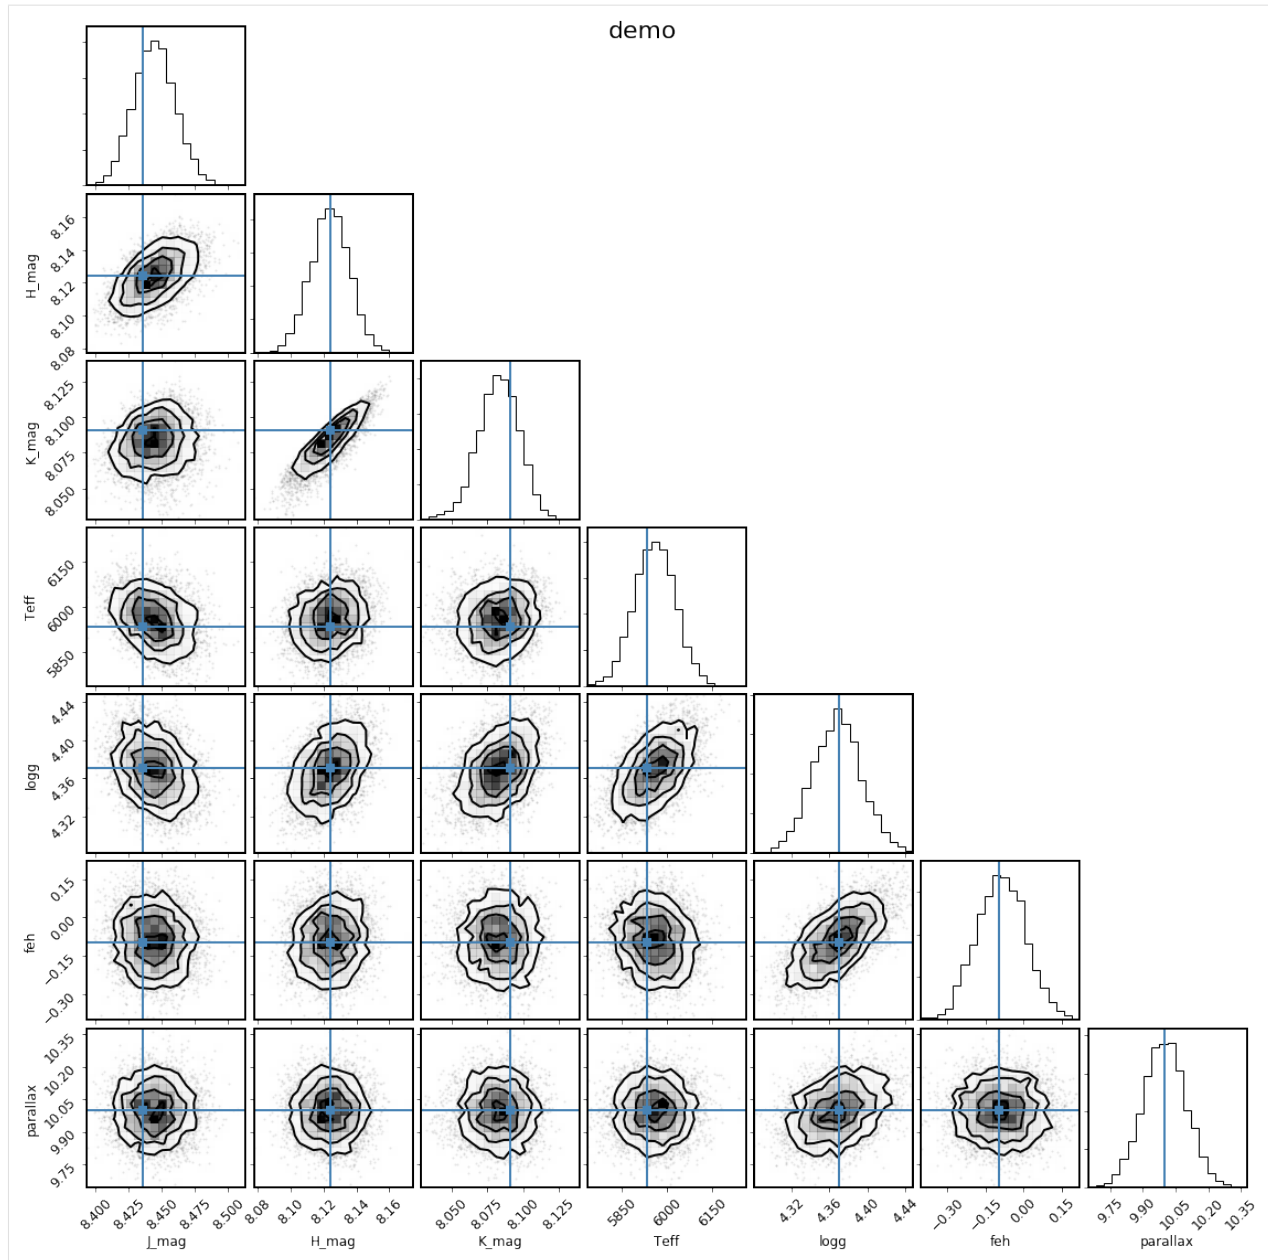 demo
8.16
8.14
8.12
8.10
8.08
H_mag
8.125
8.100
8.075
8.050
K_mag
6150
6000
5850
Teff
4.44
4.40
4.36
4.32
logg
0.15
0.00
−0.15
−0.30
feh
10.35
10.20
10.05
9.90
9.75
parallax
8.400 8.425 8.450 8.475 8.500 8.08 8.10 8.12 8.14 8.16 8.050 8.075 8.100 8.125 5850 6000 6150 4.32 4.36 4.40 4.44 −0.30 −0.15 0.00 0.15 9.75 9.90 10.05 10.20 10.35
J_mag H_mag K_mag Teff logg feh parallax